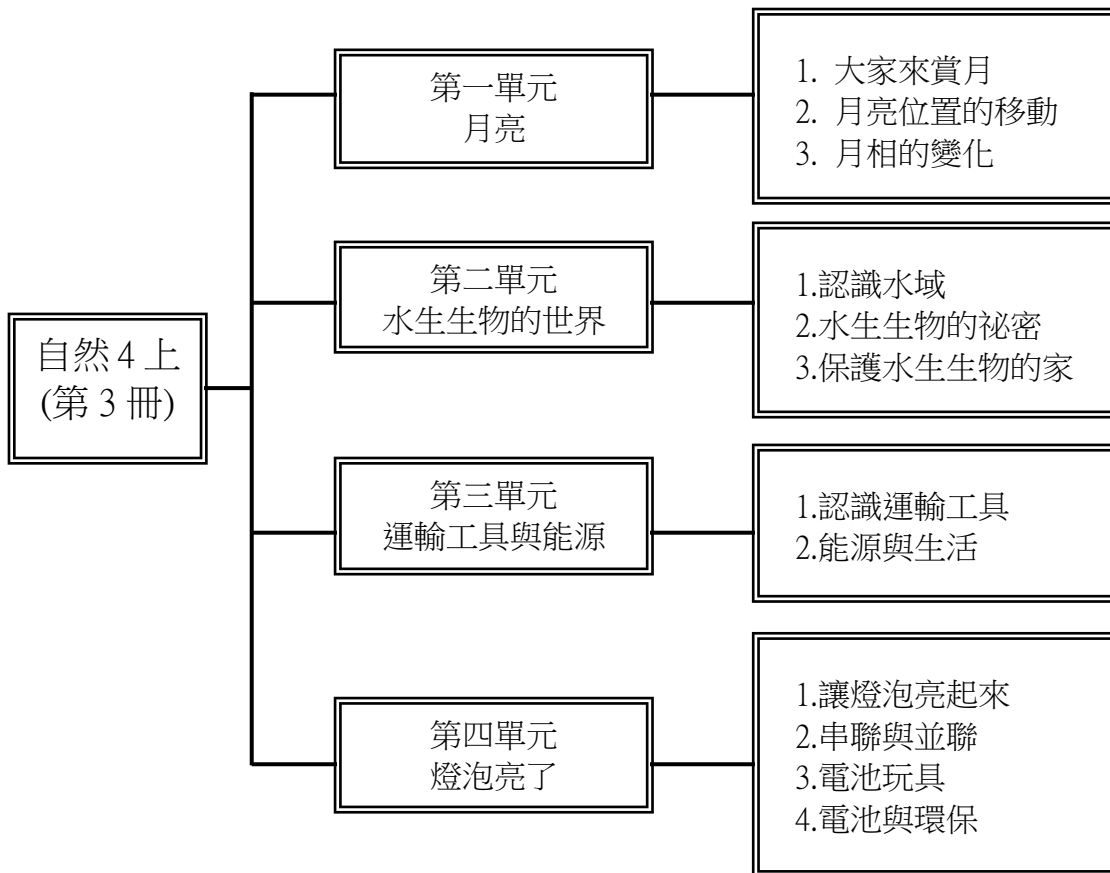 自然4上
(第3冊)
第一單元
月亮
1. 大家來賞月
2. 月亮位置的移動
3. 月相的變化
第二單元
水生生物的世界
1.認識水域
2.水生生物的祕密
3.保護水生生物的家
第三單元
運輸工具與能源
1.認識運輸工具
2.能源與生活
第四單元
燈泡亮了
1.讓燈泡亮起來
2.串聯與並聯
3.電池玩具
4.電池與環保